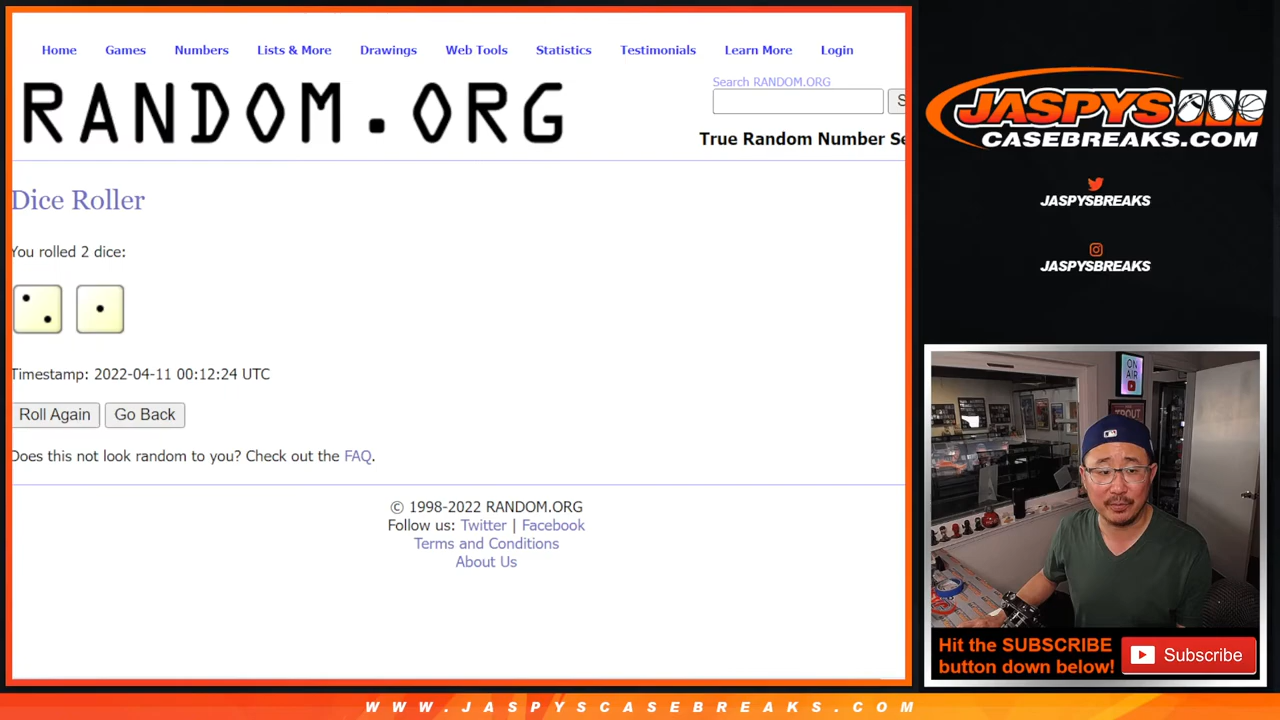 Home Games Numbers Lists & More Drawings Web Tools Statistics Testimonials Learn More Login
RANDOM.ORG
Search RANDOM.ORG
S
True Random Number Se
Dice Roller
You rolled 2 dice:
Timestamp: 2022-04-11 00:12:24 UTC
Roll Again Go Back
Does this not look random to you? Check out the FAQ.
© 1998-2022 RANDOM.ORG
Follow us: Twitter | Facebook
Terms and Conditions
About Us
JASPYS
CASEBREAKS.COM
JASPYSBREAKS
JASPYSBREAKS
ON
AIR
TROUT
Hit the SUBSCRIBE
button down below!
Subscribe
WWW.JASPYSCASEBREAKS.COM